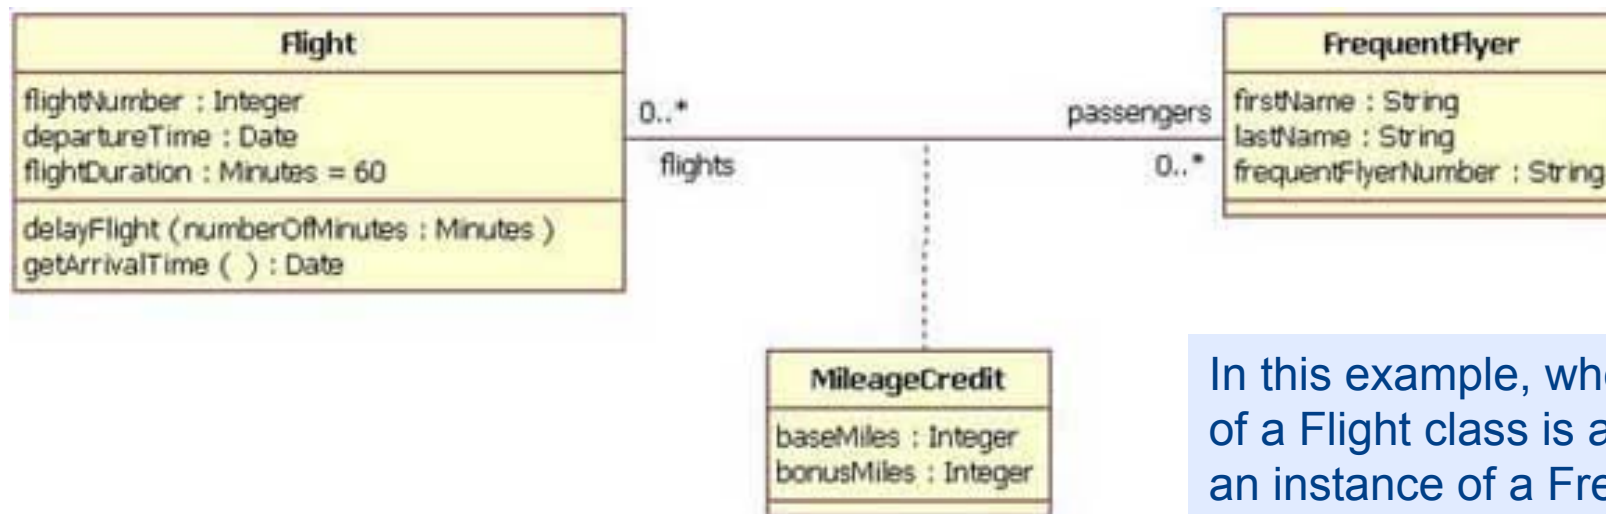 Flight
flightNumber : Integer
departureTime : Date
flightDuration : Minutes = 60
delayFlight ( numberOfMinutes : Minutes )
getArrivalTime ( ) : Date
0..*
flights
passengers
0..*
FrequentFlyer
firstName : String
lastName : String
frequentFlyerNumber : String
MileageCredit
baseMiles : Integer
bonusMiles : Integer
In this example,
of a Flight class is
an instance of a